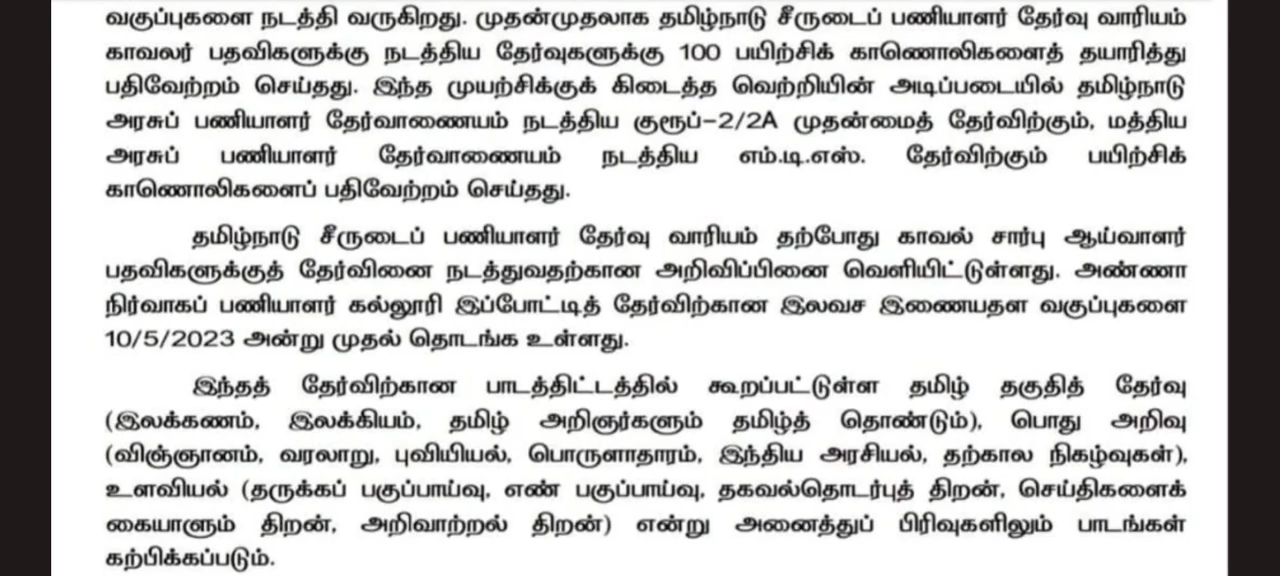 வகுப்புகளை நடத்தி வருகிறது. முதன்முதலாக தமிழ்நாடு சீருடைப் பணியாளர் தேர்வு வாரியம்
காவலர் பதவிகளுக்கு நடத்திய தேர்வுகளுக்கு 100 பயிற்சிக் காணொலிகளைத் தயாரித்து
பதிவேற்றம் செய்தது. இந்த முயற்சிக்குக் கிடைத்த வெற்றியின் அடிப்படையில் தமிழ்நாடு
அரசுப் பணியாளர் தேர்வாணையம் நடத்திய குரூப்-2/2A முதன்மைத் தேர்விற்கும், மத்திய
அரசுப் பணியாளர் தேர்வாணையம் நடத்திய எம்.டி.எஸ். தேர்விற்கும் பயிற்சிக்
காணொலிகளைப் பதிவேற்றம் செய்தது.
தமிழ்நாடு சீருடைப் பணியாளர் தேர்வு வாரியம் தற்போது காவல் சார்பு ஆய்வாளர்
பதவிகளுக்குத் தேர்வினை நடத்துவதற்கான அறிவிப்பினை வெளியிட்டுள்ளது. அண்ணா
நிர்வாகப் பணியாளர் கல்லூரி இப்போட்டித் தேர்விற்கான இலவச இணையதள வகுப்புகளை
10/5/2023 அன்று முதல் தொடங்க உள்ளது.
இந்தத் தேர்விற்கான பாடத்திட்டத்தில் கூறப்பட்டுள்ள தமிழ் தகுதித் தேர்வு
(இலக்கணம், இலக்கியம், தமிழ் அறிஞர்களும் தமிழ்த் தொண்டும்), பொது அறிவு
(விஞ்ஞானம், வரலாறு, புவியியல், பொருளாதாரம், இந்திய அரசியல், தற்கால நிகழ்வுகள்),
உளவியல் (தருக்கப் பகுப்பாய்வு, எண் பகுப்பாய்வு, தகவல்தொடர்புத் திறன், செய்திகளைக்
கையாளும் திறன், அறிவாற்றல் திறன்) என்று அனைத்துப் பிரிவுகளிலும் பாடங்கள்
கற்பிக்கப்படும்.